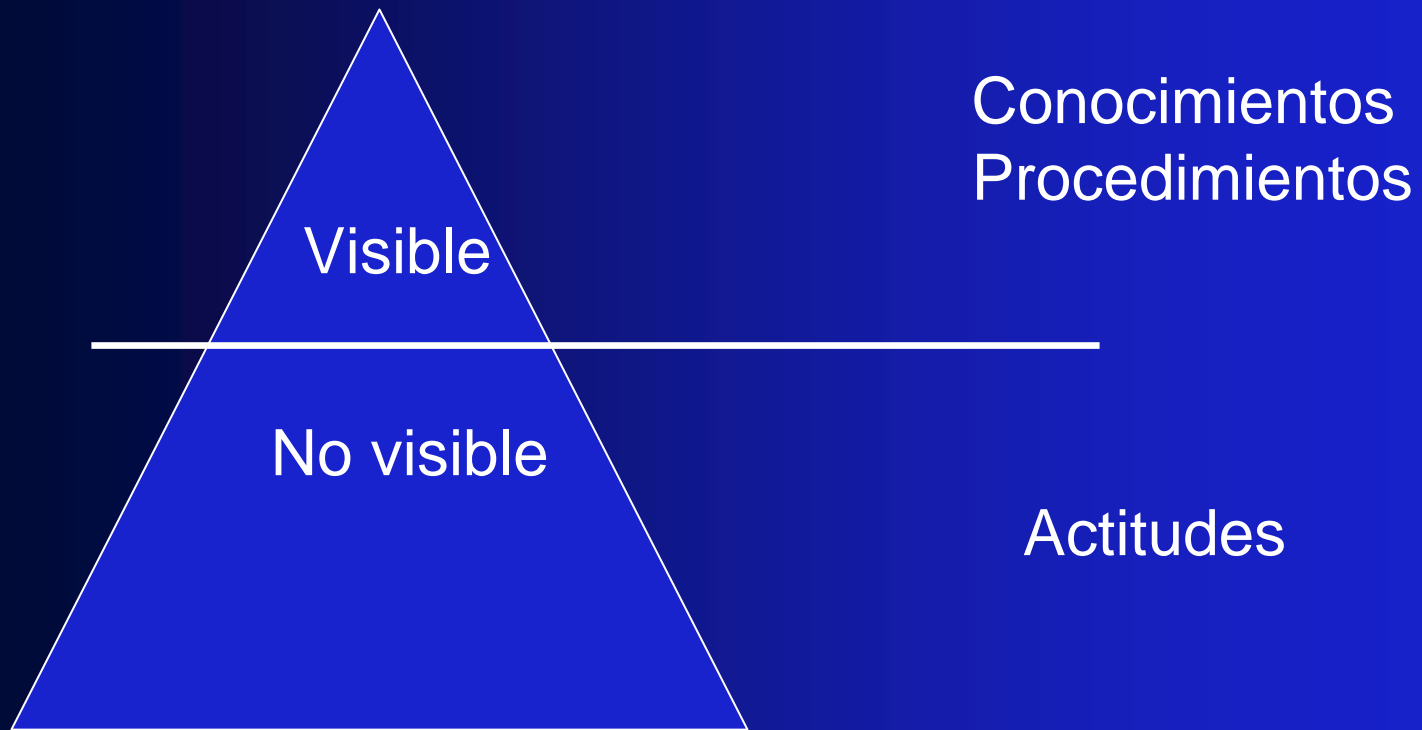 Conocimientos
Procedimientos
Visible
No visible
Actitudes